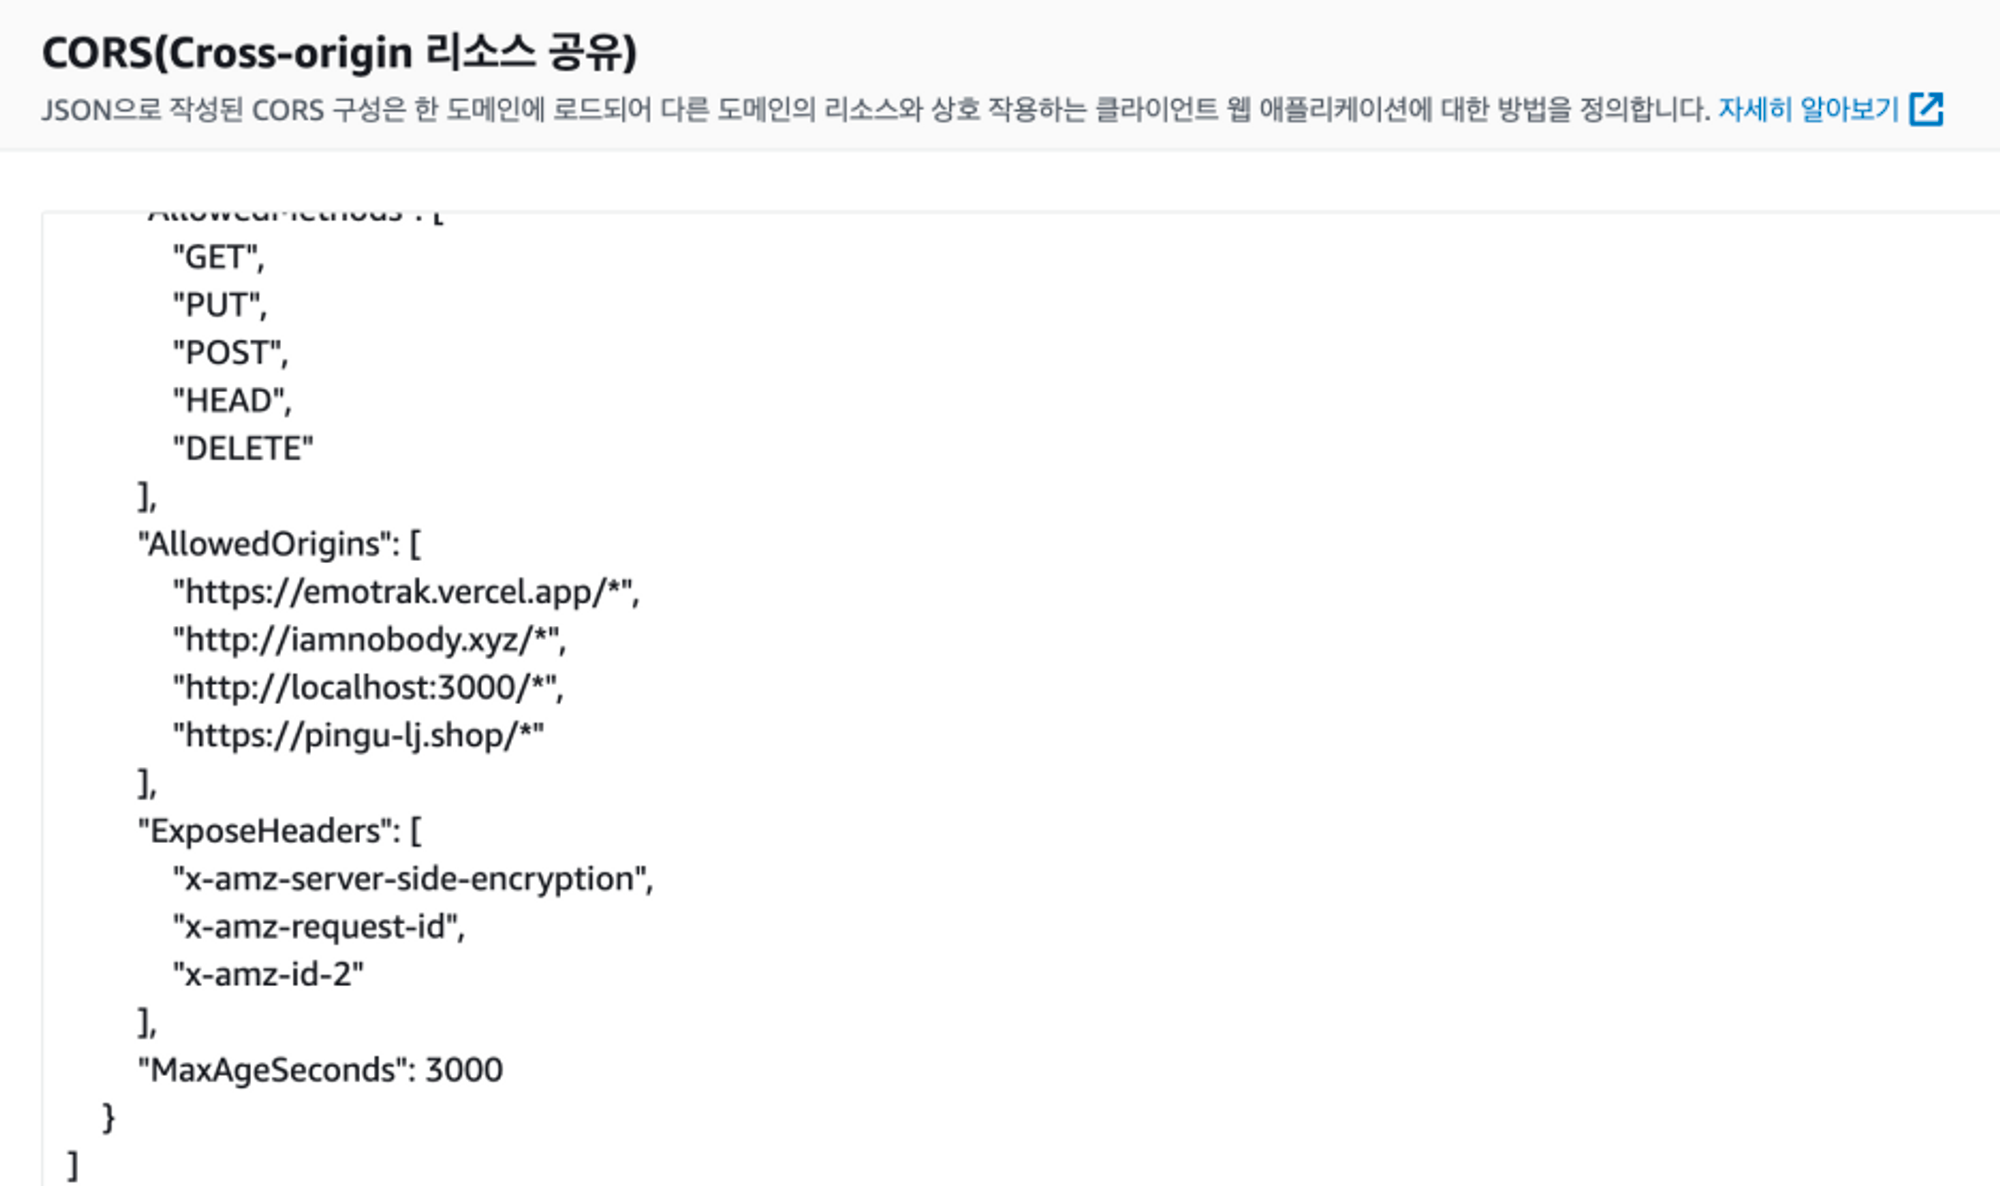 CORS(Cross-origin 리소스 공유)
JSON으로 작성된 CORS 구성은 한 도메인에 로드되어 다른 도메인의 리소스와 상호 작용하는 클라이언트 웹 애플리케이션에 대한 방법을 정의합니다. 자세히 알아보기
"AllowedMethods": [
"GET",
"PUT",
"POST",
"HEAD",
"DELETE"
],
"AllowedOrigins": [
"https://emotrak.vercel.app/*",
"http://iamnobody.xyz/*",
"http://localhost:3000/*",
"https://pingu-lj.shop/*"
],
"ExposeHeaders": [
"x-amz-server-side-encryption",
"x-amz-request-id",
"x-amz-id-2"
],
"MaxAgeSeconds": 3000
}
]